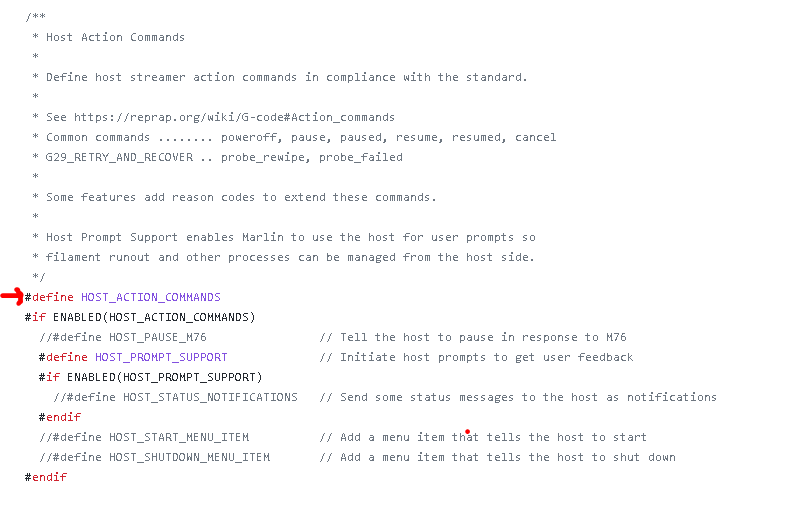 /**
 * Host Action Commands
 *
 * Define host streamer action commands in compliance with the standard.
 *
 * See https://reprap.org/wiki/G-code#Action_commands
 * Common commands ........ poweroff, pause, paused, resume, resumed, cancel
 * G29_RETRY_AND_RECOVER .. probe_rewipe, probe_failed
 *
 * Some features add reason codes to extend these commands.
 *
 * Host Prompt Support enables Marlin to use the host for user prompts so
 * filament runout and other processes can be managed from the host side.
 */
#define HOST_ACTION_COMMANDS
#if ENABLED(HOST_ACTION_COMMANDS)
  //#define HOST_PAUSE_M76                // Tell the host to pause in response to M76
  #define HOST_PROMPT_SUPPORT             // Initiate host prompts to get user feedback
  #if ENABLED(HOST_PROMPT_SUPPORT)
    //#define HOST_STATUS_NOTIFICATIONS   // Send some status messages to the host as notifications
  #endif
  //#define HOST_START_MENU_ITEM          // Add a menu item that tells the host to start
  //#define HOST_SHUTDOWN_MENU_ITEM       // Add a menu item that tells the host to shut down
#endif